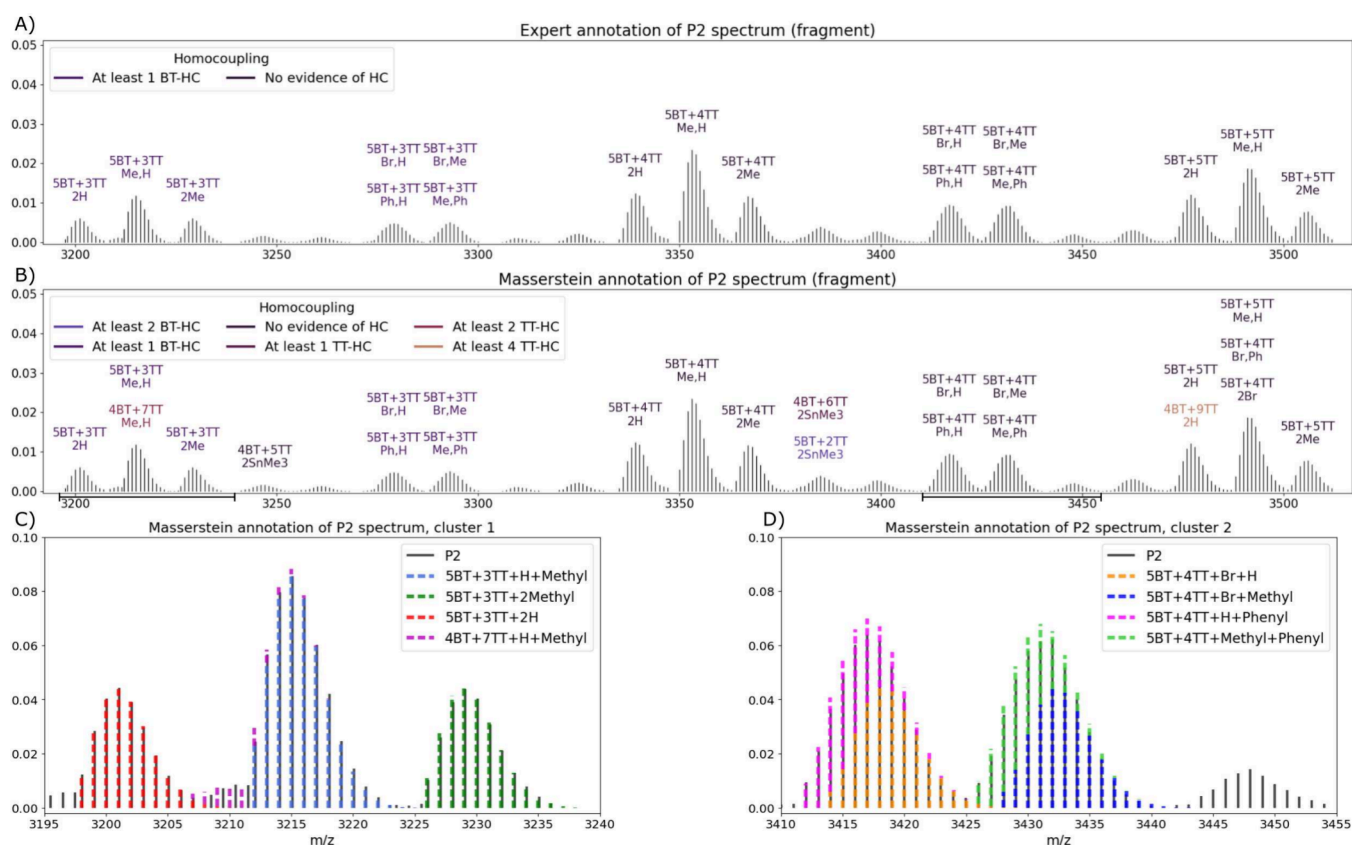 A)
Expert annotation of P2 spectrum (fragment)
0.05
0.04
0.03
0.02
0.01
0.00
Homocoupling
At least 1 BT-HC
No evidence of HC
5BT+3TT
2H
5BT+3TT
Me,H
5BT+3TT
2Me
5BT+3TT
Br,H
5BT+3TT
Ph,H
5BT+3TT
Br,Me
5BT+3TT
Me,Ph
5BT+4TT
2H
5BT+4TT
Me,H
5BT+4TT
2Me
5BT+4TT
Br,H
5BT+4TT
Ph,H
5BT+4TT
Br,Me
5BT+4TT
Me,Ph
5BT+5TT
2H
5BT+5TT
Me,H
5BT+5TT
2Me
3200
3250
3300
3350
3400
3450
3500
B)
Masserstein annotation of P2 spectrum (fragment)
0.05
0.04
0.03
0.02
0.01
0.00
Homocoupling
At least 2 BT-HC
No evidence of HC
At least 2 TT-HC
At least 1 BT-HC
At least 1 TT-HC
At least 4 TT-HC
5BT+3TT
2H
5BT+3TT
Me,H
4BT+7TT
Me,H
5BT+3TT
2Me
4BT+5TT
2SnMe3
5BT+3TT
Br,H
5BT+3TT
Ph,H
5BT+3TT
Br,Me
5BT+3TT
Me,Ph
5BT+4TT
2H
5BT+4TT
Me,H
5BT+4TT
2Me
4BT+6TT
2SnMe3
5BT+2TT
2SnMe3
5BT+4TT
Br,H
5BT+4TT
Ph,H
5BT+4TT
Br,Me
5BT+4TT
Me,Ph
5BT+5TT
2H
4BT+9TT
2H
5BT+5TT
Me,H
5BT+4TT
Br,Ph
5BT+4TT
2Br
5BT+5TT
2Me
3200
3250
3300
3350
3400
3450
3500
C)
Masserstein annotation of P2 spectrum, cluster 1
0.10
0.08
0.06
0.04
0.02
0.00
P2
5BT+3TT+H+Methyl
5BT+3TT+2Methyl
5BT+3TT+2H
4BT+7TT+H+Methyl
3195
3200
3205
3210
3215
3220
3225
3230
3235
3240
m/z
D)
Masserstein annotation of P2 spectrum, cluster 2
0.10
0.08
0.06
0.04
0.02
0.00
P2
5BT+4TT+Br+H
5BT+4TT+Br+Methyl
5BT+4TT+H+Phenyl
5BT+4TT+Methyl+Phenyl
3410
3415
3420
3425
3430
3435
3440
3445
3450
3455
m/z